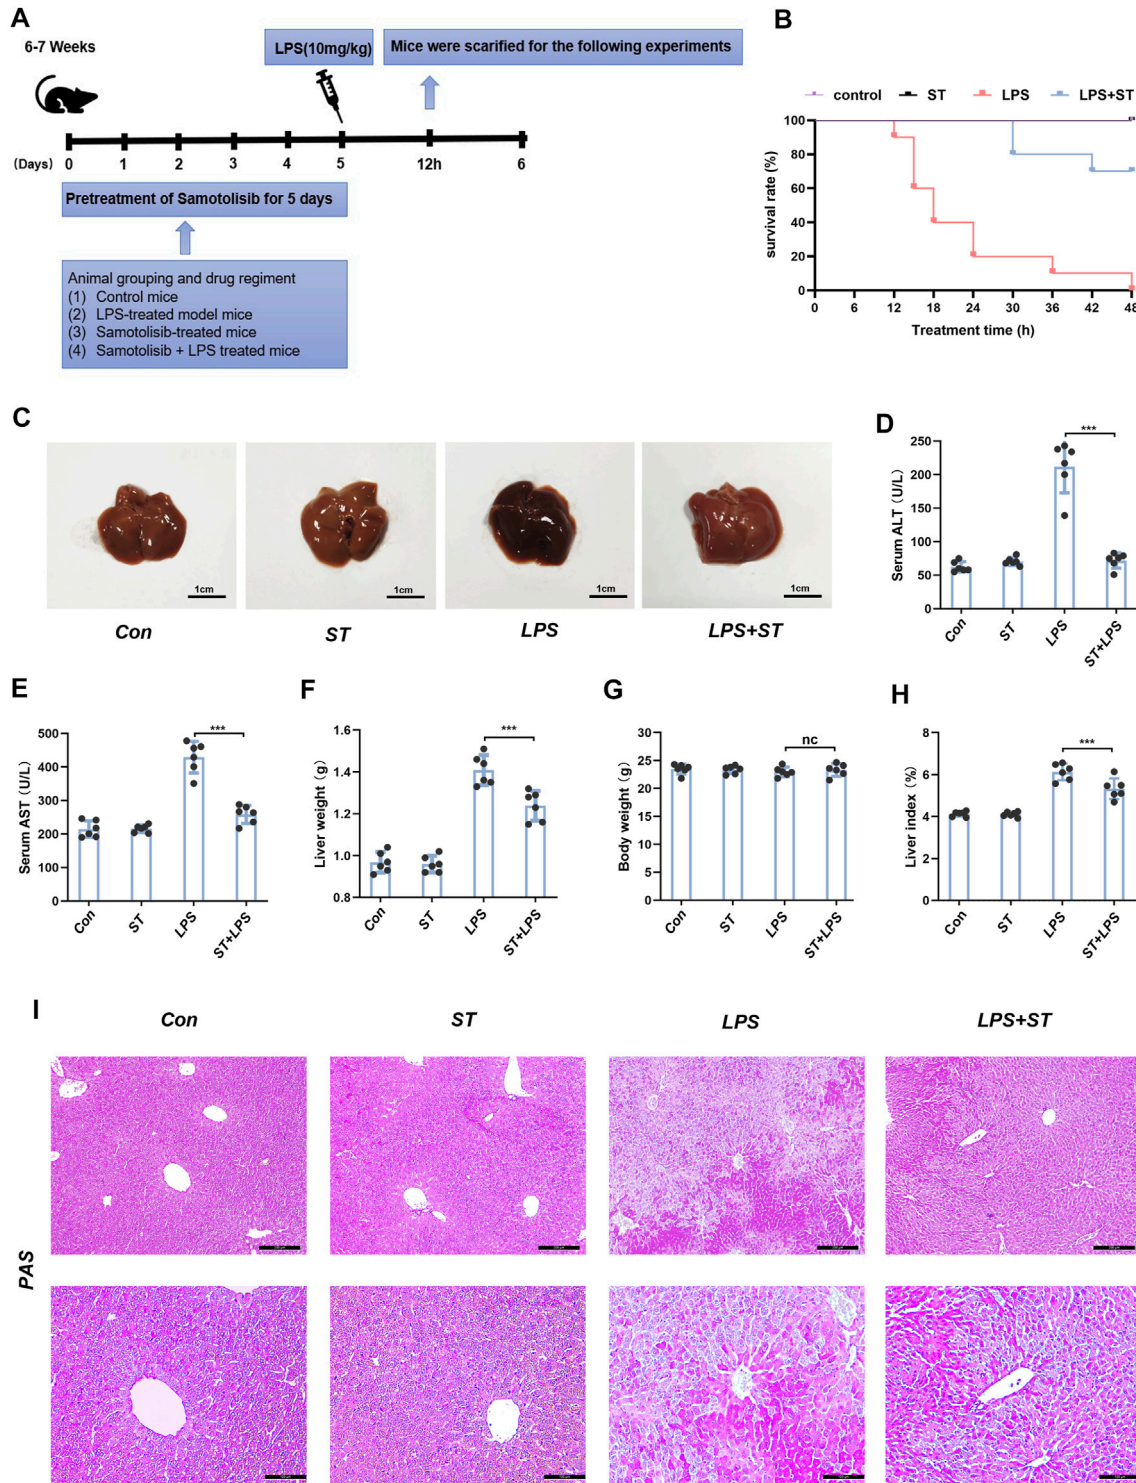 A
6-7 Weeks
LPS(10mg/kg)
Mice were scarified for the following experiments
(Days) 0 1 2 3 4 5 12h 6
Pretreatment of Samotolisib for 5 days
Animal grouping and drug regiment
(1) Control mice
(2) LPS-treated model mice
(3) Samotolisib-treated mice
(4) Samotolisib + LPS treated mice
B
control ST LPS LPS+ST
survival rate (%)
100
80
60
40
20
0
0 6 12 18 24 30 36 42 48
Treatment time (h)
C
1cm 1cm 1cm 1cm
Con ST LPS LPS+ST
D
Serum ALT (U/L)
250
200
150
100
50
0
***
Con ST LPS ST+LPS
E
Serum AST (U/L)
500
400
300
200
100
0
***
Con ST LPS ST+LPS
F
Liver weight (g)
1.6
1.4
1.2
1.0
0.8
***
Con ST LPS ST+LPS
G
Body weight (g)
30
25
20
15
10
5
0
nc
Con ST LPS ST+LPS
H
Liver index (%)
8
6
4
2
0
***
Con ST LPS ST+LPS
I
Con ST LPS LPS+ST
PAS